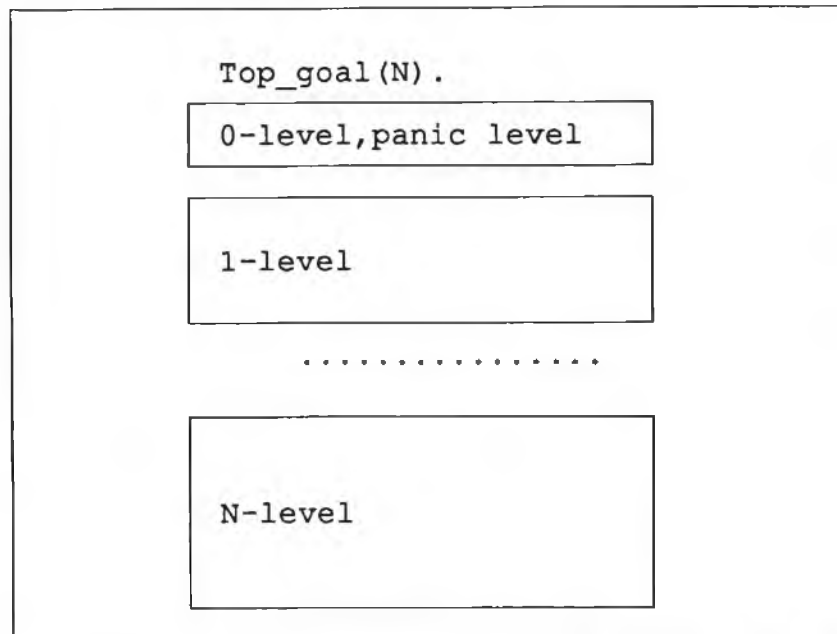 Top_goal(N).
0-level,panic level
1-level
................
N-level